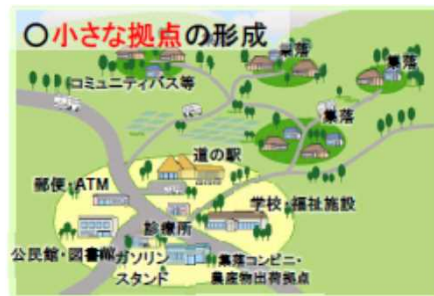 ○小さな拠点の形成
集落
集落
コミュニティバス等
集落
道の駅
郵便・ATM
学校・福祉施設
診療所
公民館・図書館
ガソリン
スタンド
集落コンビニ・
農産物出荷拠点